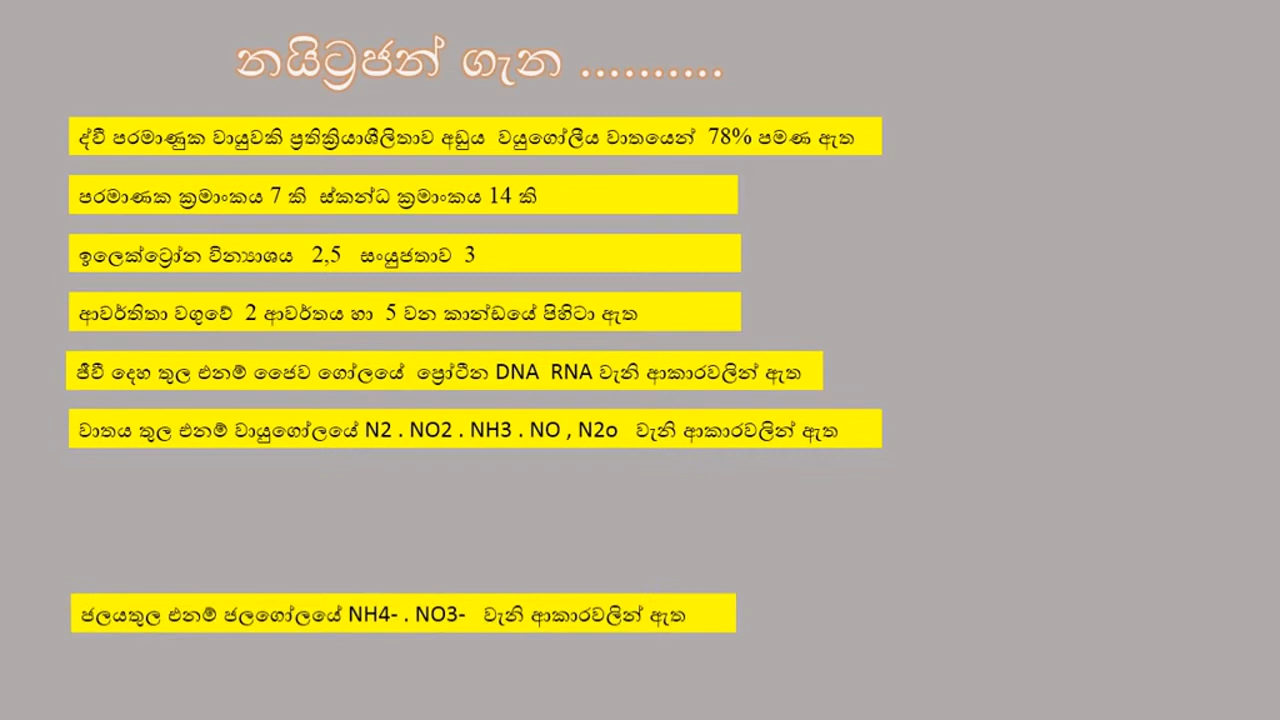 නයිට්‍රජන් ගැන ..........
ද්වී පරමාණුක වායුවකි ප්‍රතික්‍රියාශීලීතාව අඩුය වයුගෝලීය වාතයෙන් 78% පමණ ඇත
පරමාණක ක්‍රමාංකය 7 කි ස්කන්ධ ක්‍රමාංකය 14 කි
ඉලෙක්ට්‍රෝන වින්‍යාශය 2,5 සංයුජතාව 3
ආවර්තිතා වගුවේ 2 ආවර්තය හා 5 වන කාන්ඩයේ පිහිටා ඇත
ජීවී දෙහ තුල එනම් ජෛව ගෝලයේ ප්‍රෝටීන DNA RNA වැනි ආකාරවලින් ඇත
වාතය තුල එනම් වායුගෝලයේ N2 . NO2 . NH3 . NO , N2o වැනි ආකාරවලින් ඇත
ජලයතුල එනම් ජලගෝලයේ NH4- . NO3- වැනි ආකාරවලින් ඇත